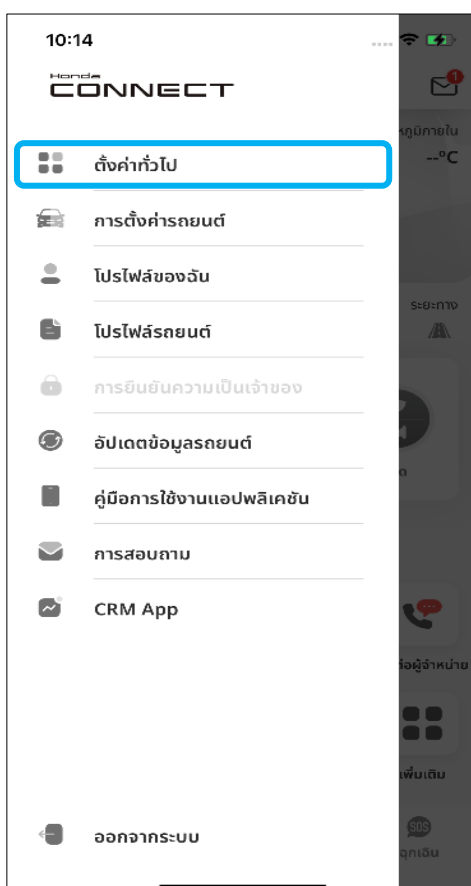 10:14
Honda
CONNECT
1
--°C
ตั้งค่าทั่วไป
การตั้งค่ารถยนต์
โปรไฟล์ของฉัน
ระยะทาง
โปรไฟล์รถยนต์
การยืนยันความเป็นเจ้าของ
อัปเดตข้อมูลรถยนต์
คู่มือการใช้งานแอปพลิเคชัน
การสอบถาม
CRM App
เพิ่มเติม
SOS
ออกจากระบบ